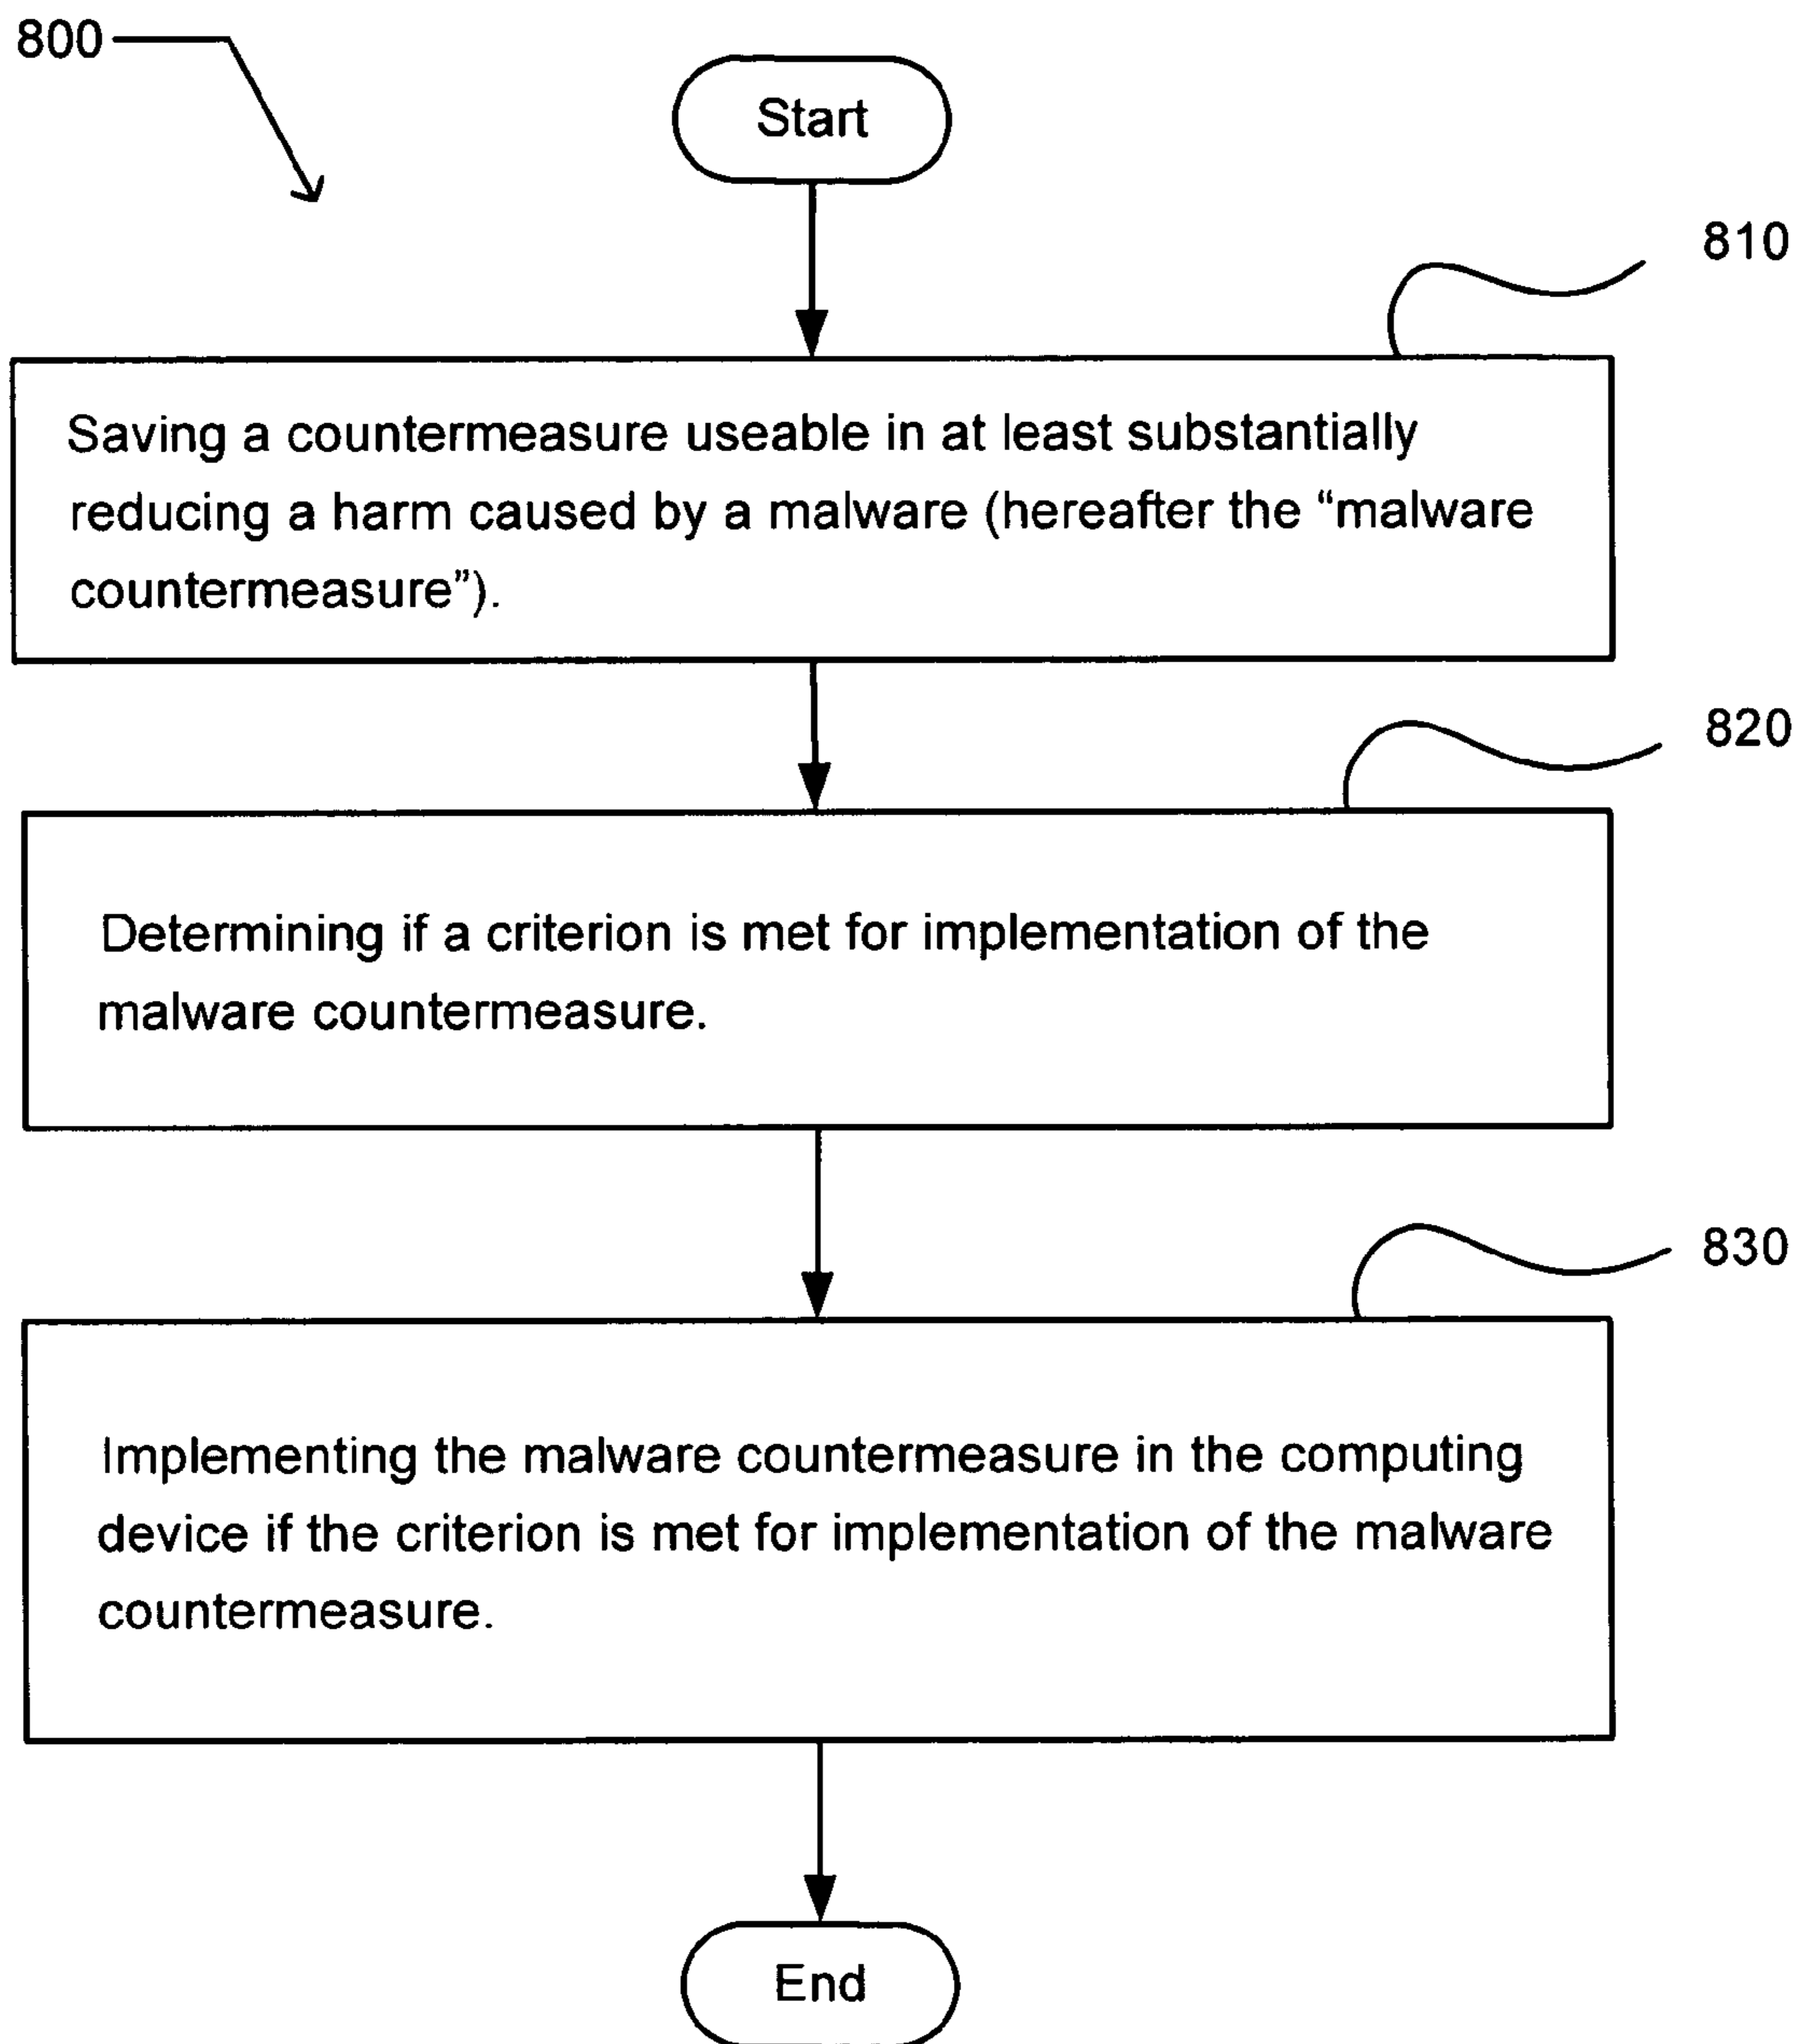 800
Start
810
Saving a countermeasure useable in at least substantially
reducing a harm caused by a malware (hereafter the “malware
countermeasure”).
820
Determining if a criterion is met for implementation of the
malware countermeasure.
830
Implementing the malware countermeasure in the computing
device if the criterion is met for implementation of the malware
countermeasure.
End